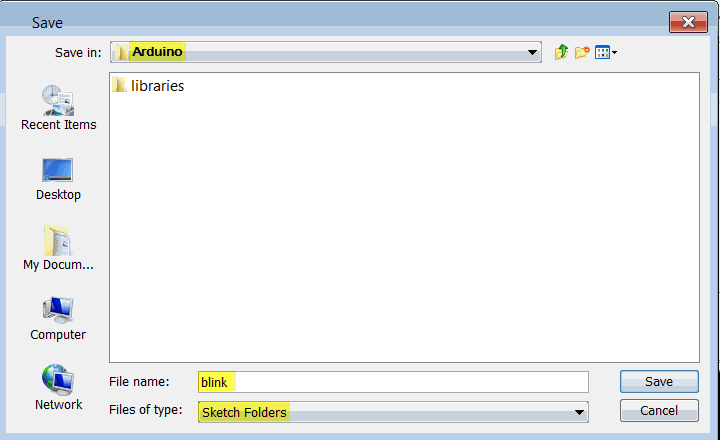 Save
Save in: Arduino
libraries
Recent Items
Desktop
My Docum...
Computer
Network
File name: blink Save
Files of type: Sketch Folders Cancel